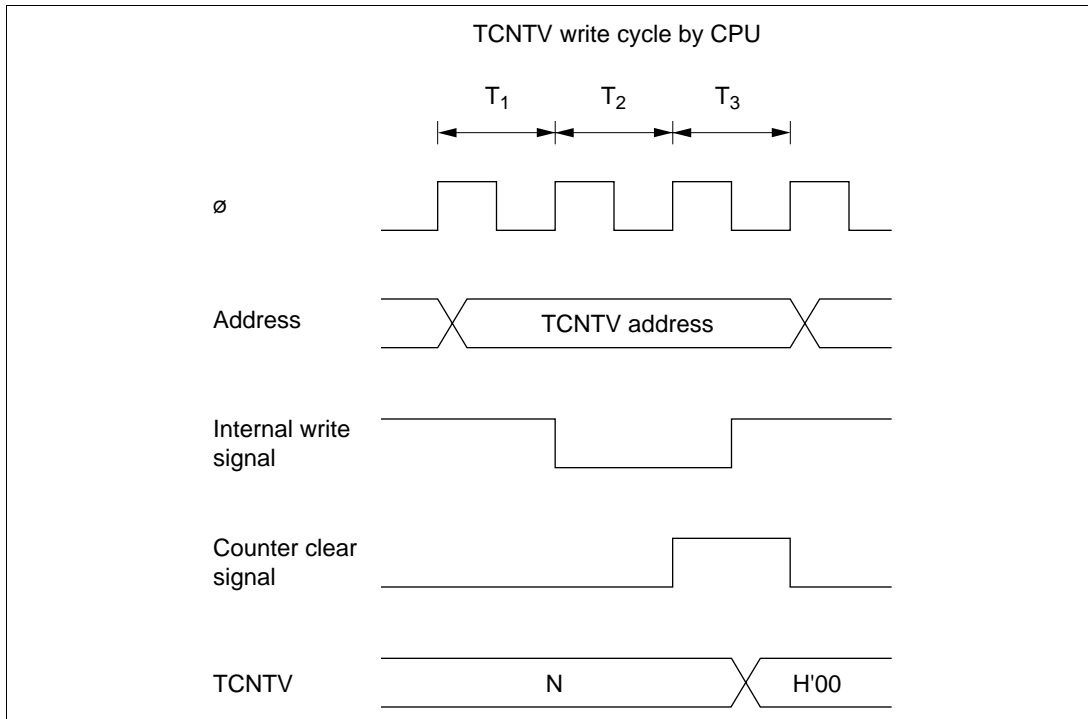 TCNTV write cycle by CPU
T1 T2 T3
ø
Address
TCNTV address
Internal write
signal
Counter clear
signal
TCNTV
N
H'00